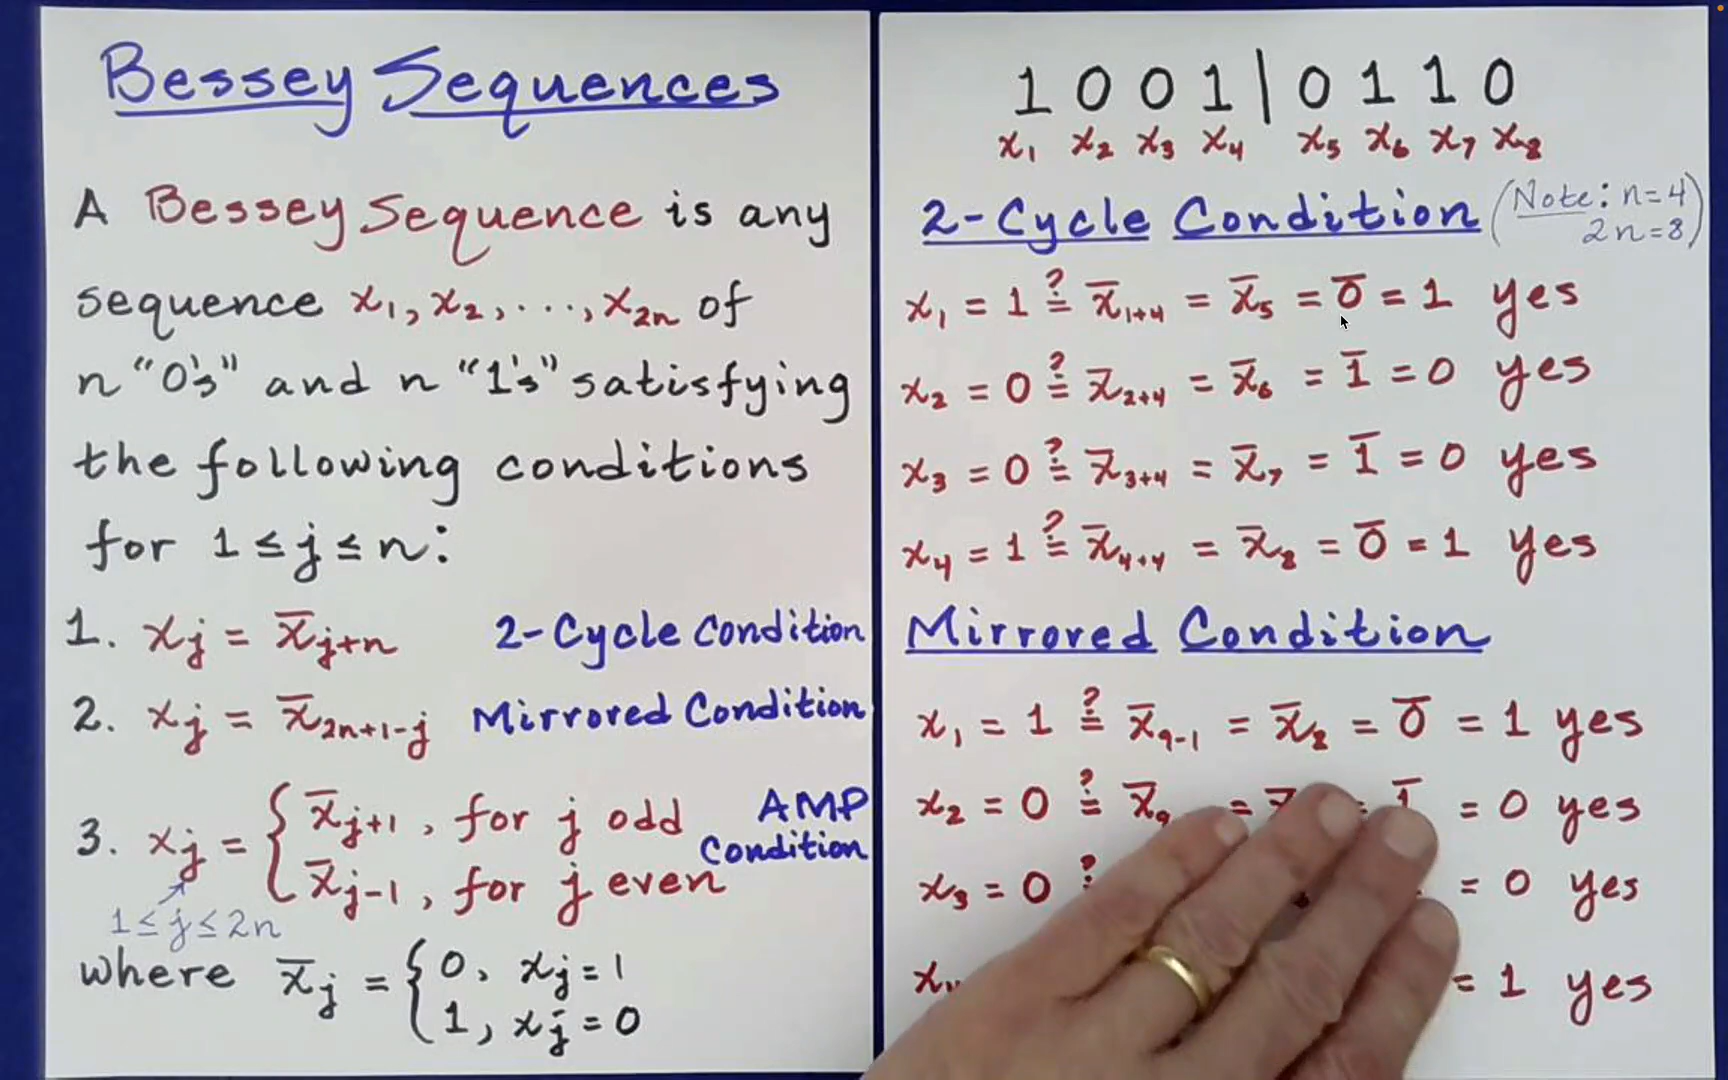 Bessey Sequences
A Bessey Sequence is any
sequence x₁, x₂, ..., x₂ₙ of
n "0's" and n "1's" satisfying
the following conditions
for 1 ≤ j ≤ n:
1. xⱼ = x̅ⱼ₊ₙ 2-Cycle Condition
2. xⱼ = x̅₂ₙ₊₁₋ⱼ Mirrored Condition
3. xⱼ = { x̅ⱼ₊₁, for j odd
x̅ⱼ₋₁, for j even
AMP
Condition
1 ≤ j ≤ 2n
where x̅ⱼ = { 0, xⱼ = 1
1, xⱼ = 0
1 0 0 1 | 0 1 1 0
x₁ x₂ x₃ x₄ x₅ x₆ x₇ x₈
2-Cycle Condition (Note: n=4
2n=8)
x₁ = 1 ≟ x̅₁₊₄ = x̅₅ = 0̅ = 1 yes
x₂ = 0 ≟ x̅₂₊₄ = x̅₆ = 1̅ = 0 yes
x₃ = 0 ≟ x̅₃₊₄ = x̅₇ = 1̅ = 0 yes
x₄ = 1 ≟ x̅₄₊₄ = x̅₈ = 0̅ = 1 yes
Mirrored Condition
x₁ = 1 ≟ x̅₉₋₁ = x̅₈ = 0̅ = 1 yes
x₂ = 0 ≟ x̅₉ = = 1̅ = 0 yes
x₃ = 0 = 0 yes
= 1 yes